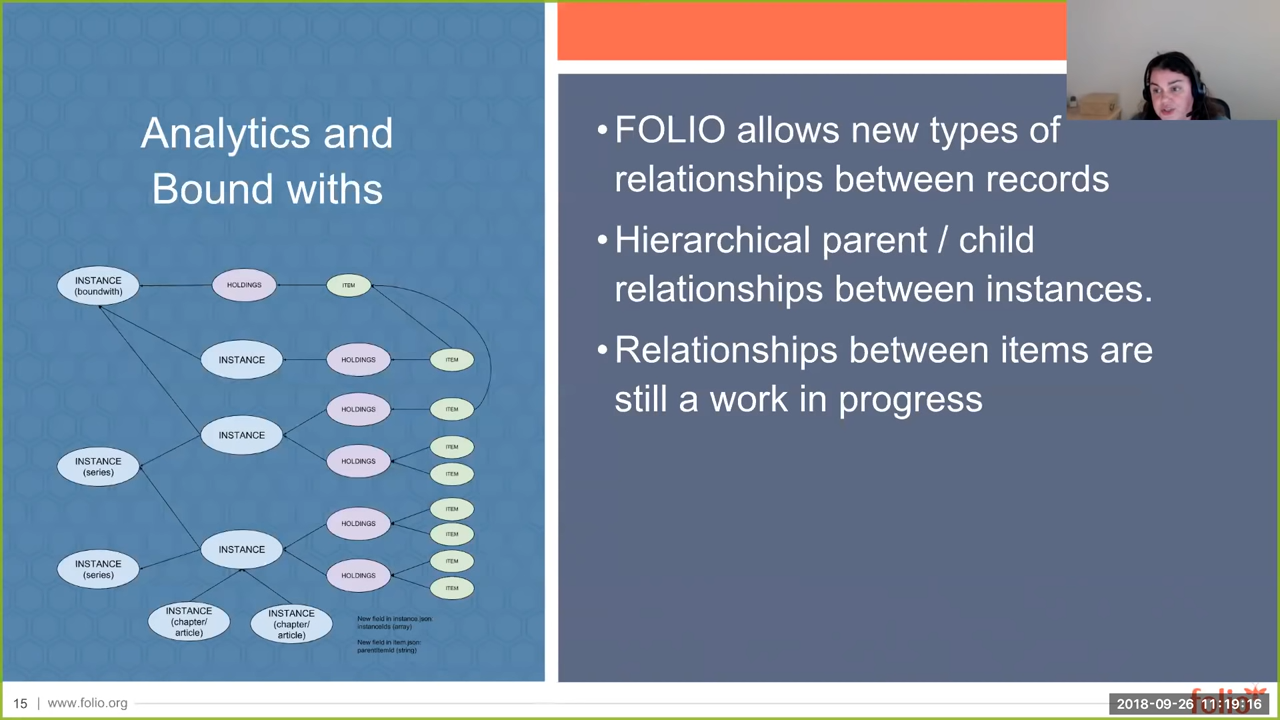 Analytics and
Bound withs
INSTANCE
(boundwith)
HOLDINGS
ITEM
INSTANCE
HOLDINGS
ITEM
HOLDINGS
ITEM
INSTANCE
ITEM
HOLDINGS
INSTANCE
(series)
ITEM
ITEM
HOLDINGS
ITEM
INSTANCE
ITEM
INSTANCE
(series)
HOLDINGS
ITEM
INSTANCE
(chapter/
article)
INSTANCE
(chapter/
article)
New field in instance.json:
instanceIds (array)
New field in item.json:
parentItemId (string)
•FOLIO allows new types of
relationships between records
•Hierarchical parent / child
relationships between instances.
•Relationships between items are
still a work in progress
15 | www.folio.org
folio
2018-09-26 11:19:16